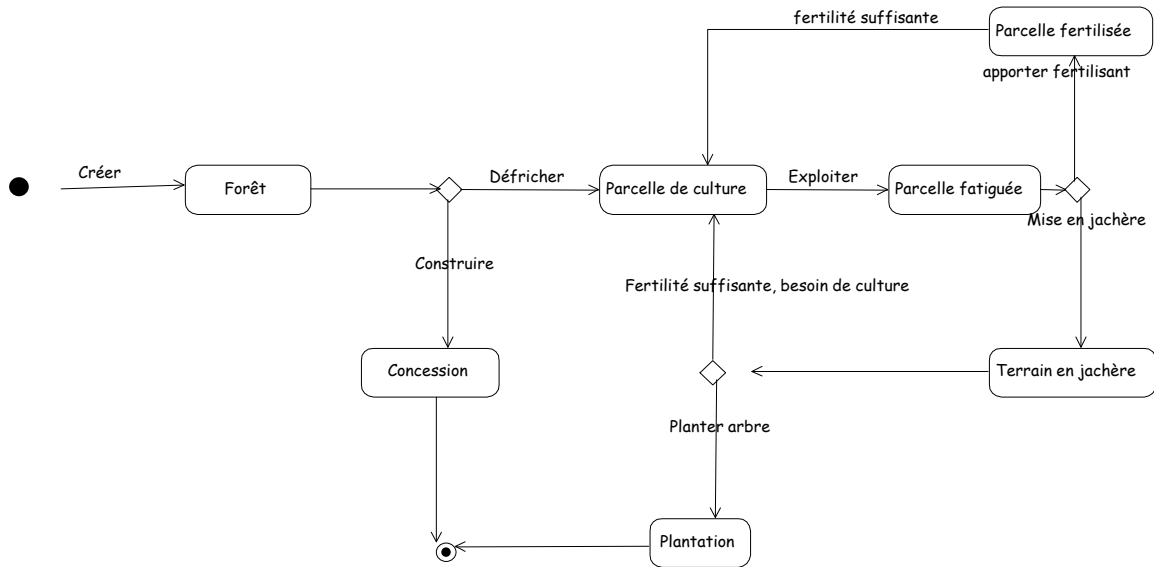 fertilité suffisante
Parcelle fertilisée
apporter fertilisant
Créer
Forêt
Défricher
Parcelle de culture
Exploiter
Parcelle fatiguée
Mise en jachère
Construire
Fertilité suffisante, besoin de culture
Concession
Terrain en jachère
Planter arbre
Plantation